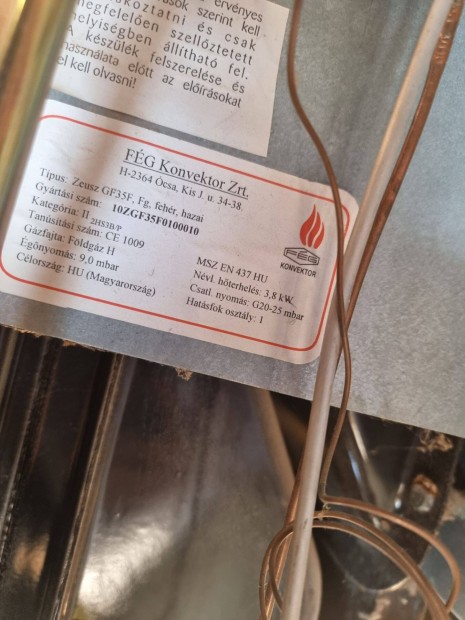 érvényes
szerint kell
és csak
megfelelően szellőztetett
helyiségben állítható fel.
A készülék felszerelése és
használata előtt az előírásokat
el kell olvasni!
FÉG Konvektor Zrt.
H-2364 Ócsa, Kis J. u. 34-38.
Típus: Zeusz GF35F, Fg, fehér, hazai
Gyártási szám: 10ZGF35F0100010
Kategória: II 2HS3B/P
Tanúsítási szám: CE 1009
Gázfajta: Földgáz H
Égőnyomás: 9,0 mbar
Célország: HU (Magyarország)
MSZ EN 437 HU
Névl. hőterhelés: 3,8 kW
Csatl. nyomás: G20-25 mbar
Hatásfok osztály: 1
FÉG
KONVEKTOR